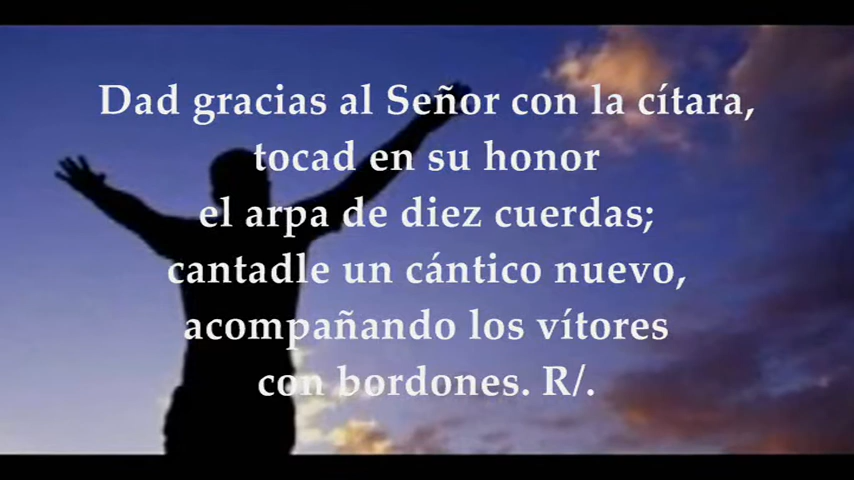 Dad gracias al Señor con la cítara,
tocad en su honor
el arpa de diez cuerdas;
cantadle un cántico nuevo,
acompañando los vítores
con bordones. R/.